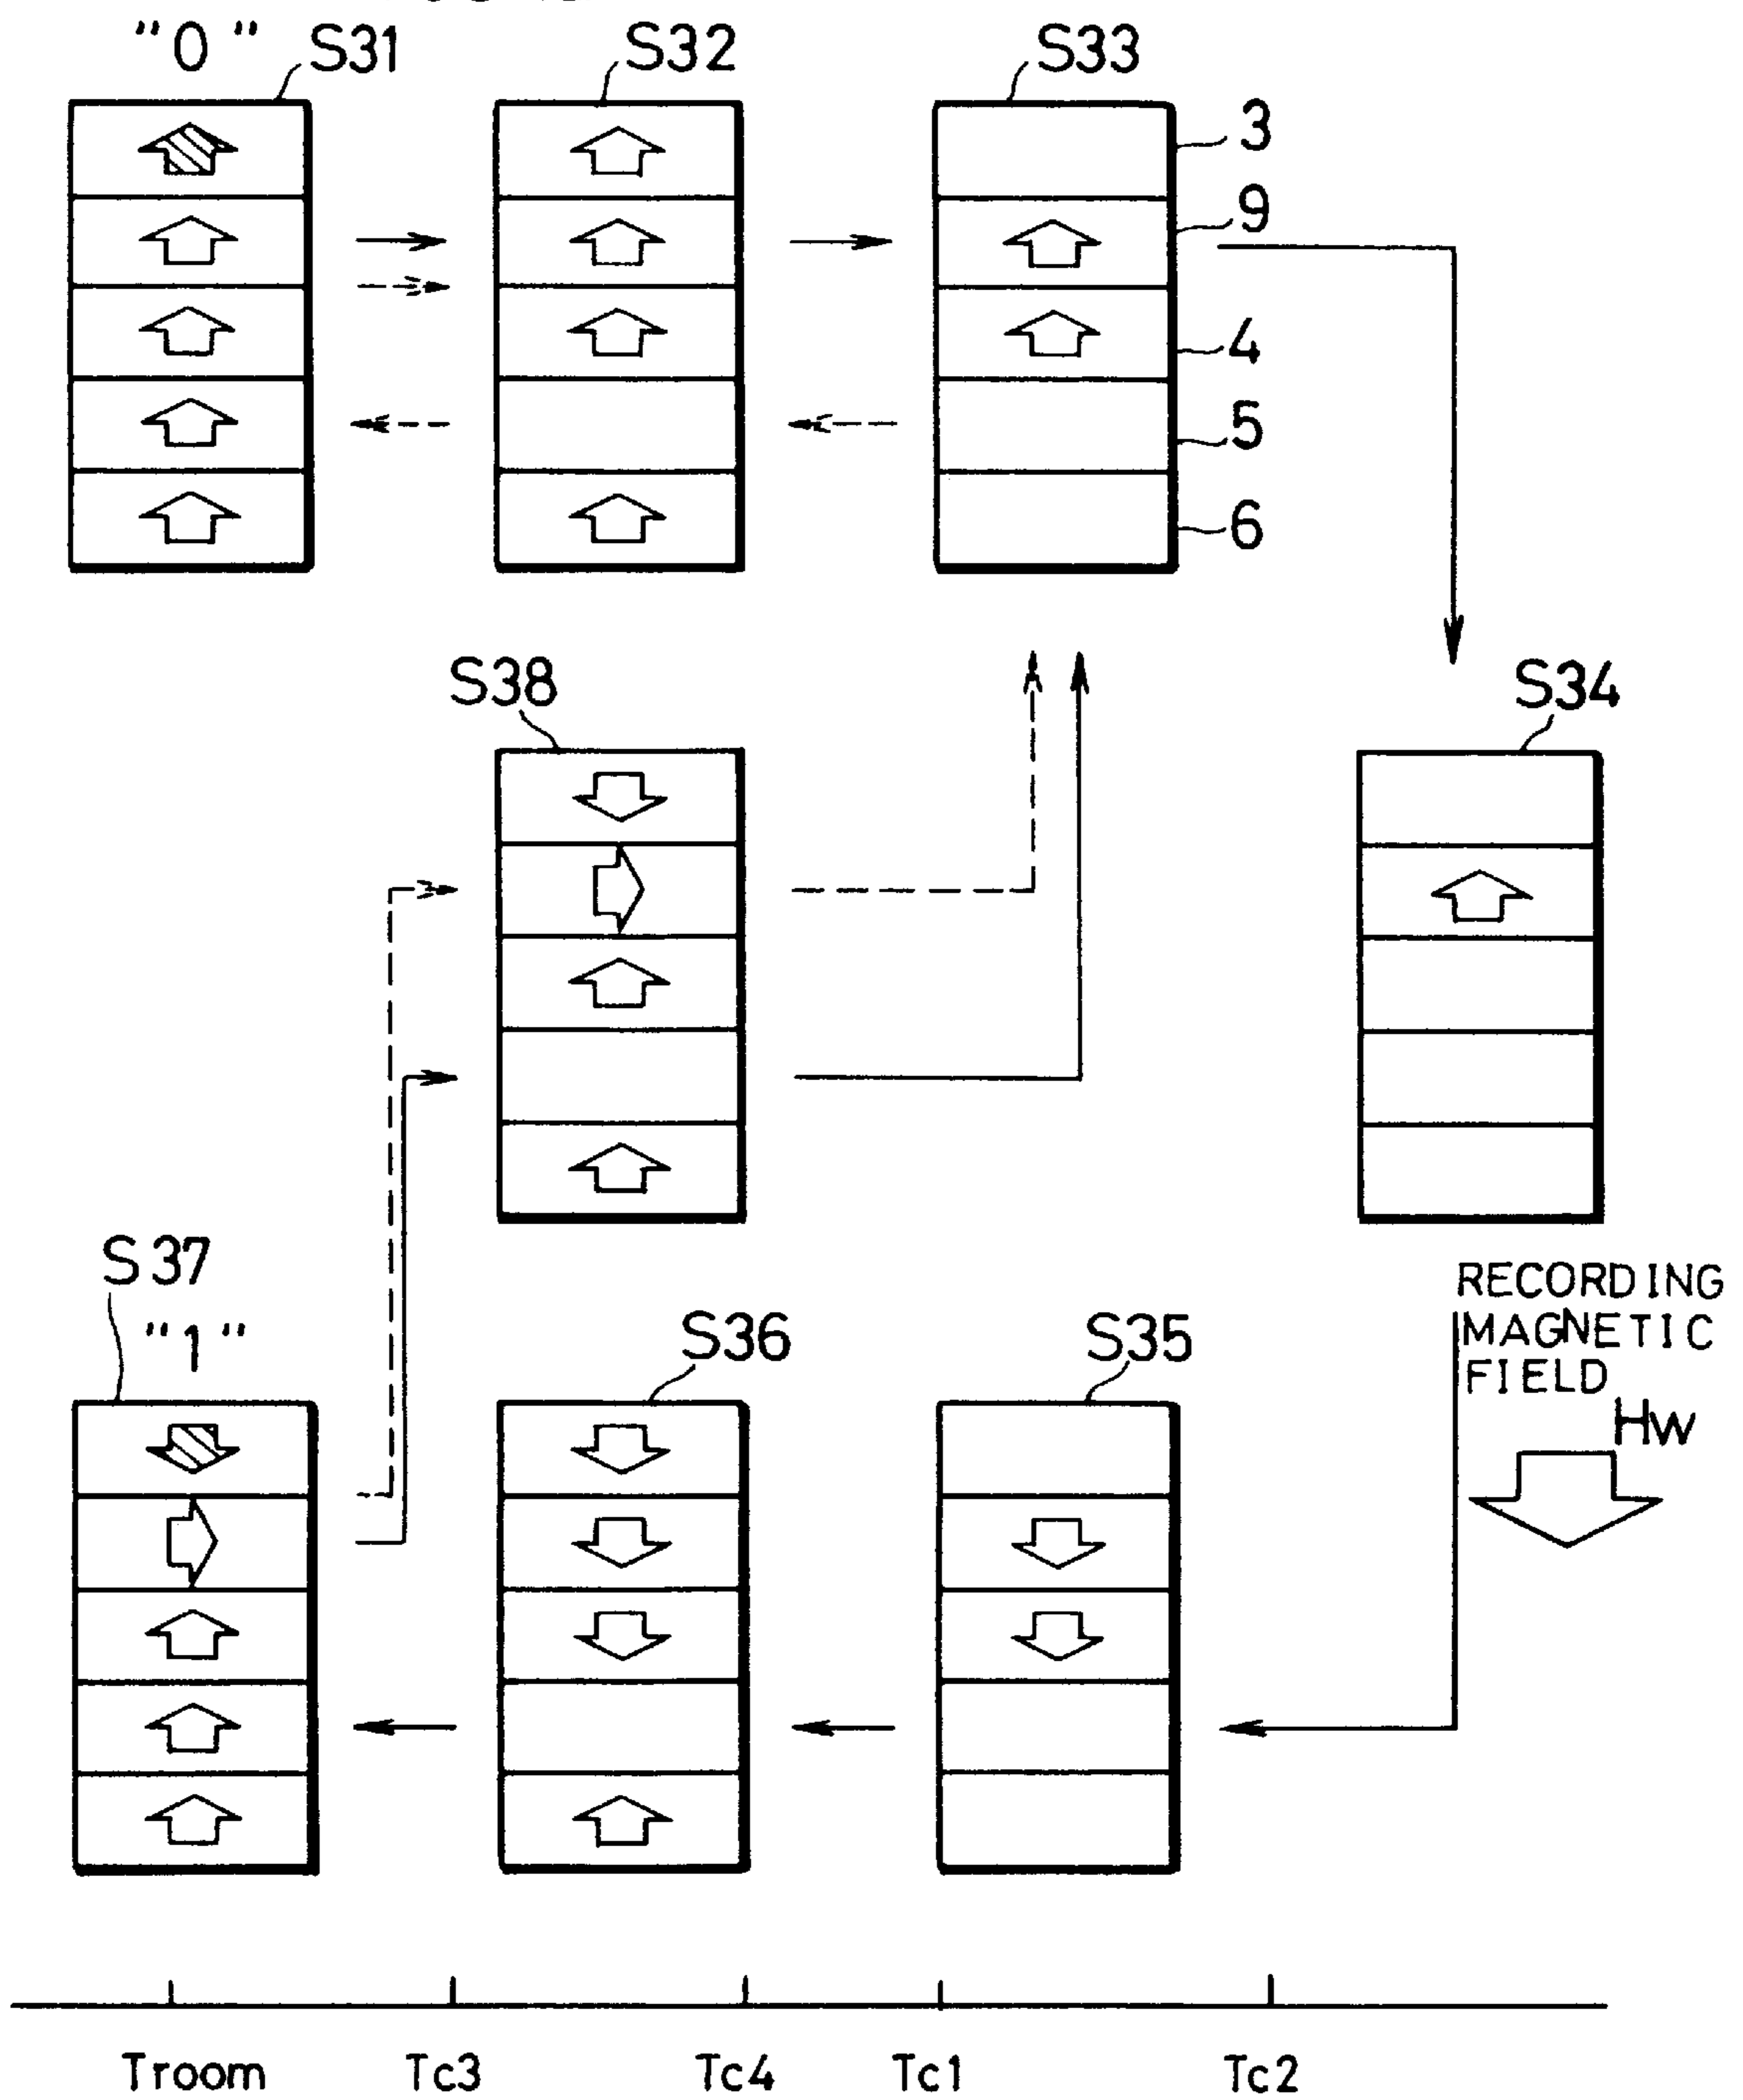 "0" S31 S32 S33
3
9
4
5
6
S38
S34
S37
"1"
S36
S35
RECORDING
MAGNETIC
FIELD
Hw
Troom Tc3 Tc4 Tc1 Tc2